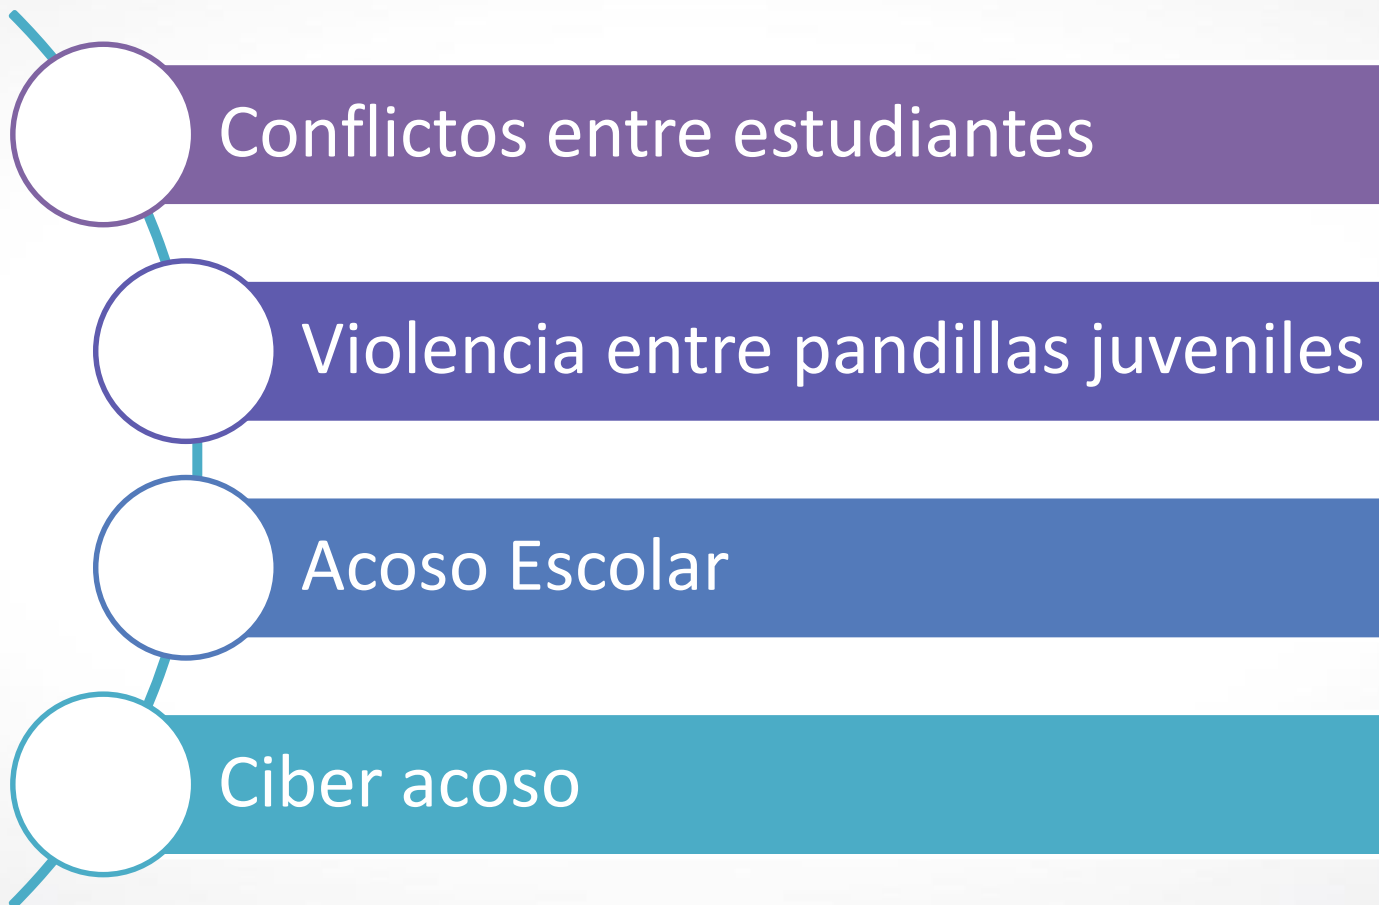 Conflictos entre estudiantes
Violencia entre pandillas juveniles
Acoso Escolar
Ciber acoso